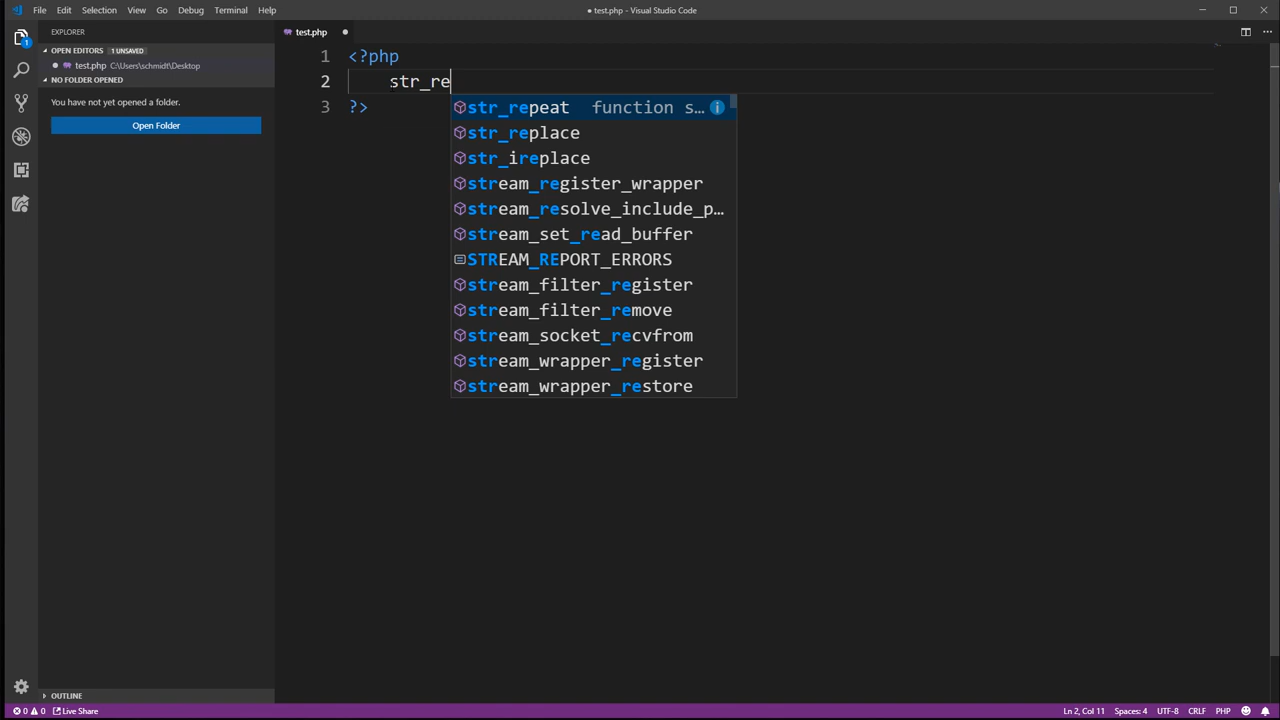 File Edit Selection View Go Debug Terminal Help
● test.php - Visual Studio Code
EXPLORER
OPEN EDITORS 1 UNSAVED
● test.php C:\Users\schmidt\Desktop
NO FOLDER OPENED
You have not yet opened a folder.
Open Folder
OUTLINE
test.php ●
1 <?php
2 str_re
3 ?>
str_repeat function s...
str_replace
str_ireplace
stream_register_wrapper
stream_resolve_include_p...
stream_set_read_buffer
STREAM_REPORT_ERRORS
stream_filter_register
stream_filter_remove
stream_socket_recvfrom
stream_wrapper_register
stream_wrapper_restore
1
0 0 Live Share
Ln 2, Col 11 Spaces: 4 UTF-8 CRLF PHP